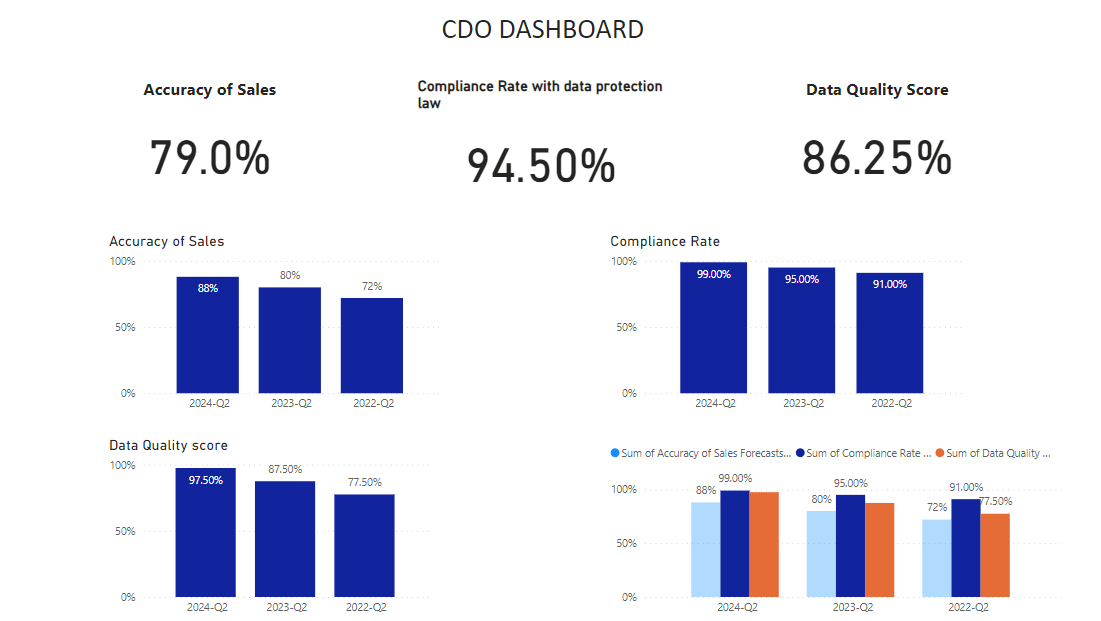 CDO DASHBOARD
Accuracy of Sales
Compliance Rate with data protection
law
Data Quality Score
79.0%
94.50%
86.25%
Accuracy of Sales
100%
50%
0%
88%
80%
72%
2024-Q2
2023-Q2
2022-Q2
Compliance Rate
100%
50%
0%
99.00%
95.00%
91.00%
2024-Q2
2023-Q2
2022-Q2
Data Quality score
100%
50%
0%
97.50%
87.50%
77.50%
2024-Q2
2023-Q2
2022-Q2
Sum of Accuracy of Sales Forecasts... Sum of Compliance Rate ... Sum of Data Quality ...
100%
50%
0%
88%
99.00%
80%
95.00%
72%
91.00%
77.50%
2024-Q2
2023-Q2
2022-Q2